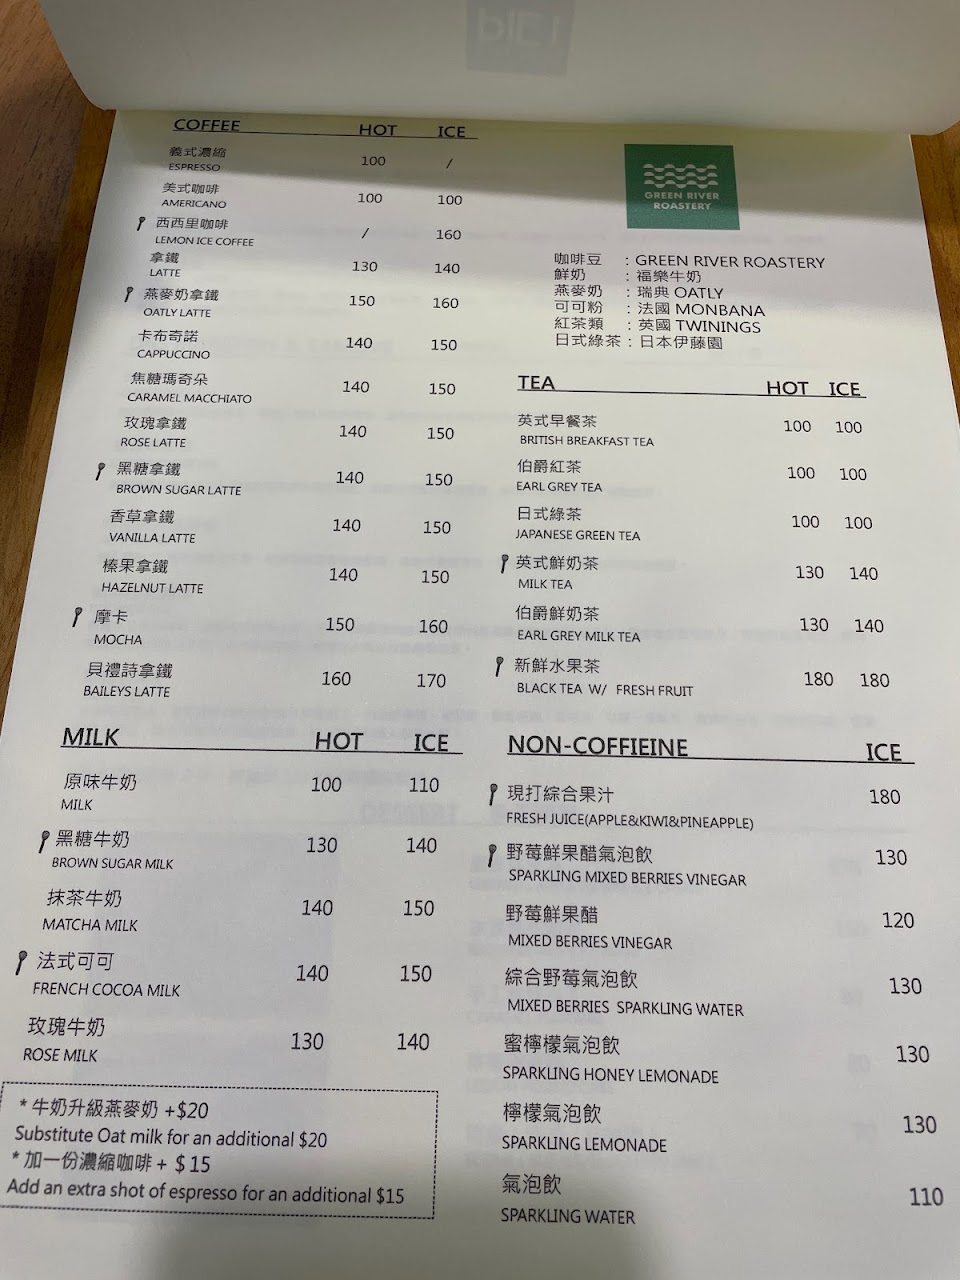 COFFEE HOT ICE
義式濃縮
ESPRESSO 100 /
美式咖啡
AMERICANO 100 100
西西里咖啡
LEMON ICE COFFEE / 160
拿鐵
LATTE 130 140
燕麥奶拿鐵
OATLY LATTE 150 160
卡布奇諾
CAPPUCCINO 140 150
焦糖瑪奇朵
CARAMEL MACCHIATO 140 150
玫瑰拿鐵
ROSE LATTE 140 150
黑糖拿鐵
BROWN SUGAR LATTE 140 150
香草拿鐵
VANILLA LATTE 140 150
榛果拿鐵
HAZELNUT LATTE 140 150
摩卡
MOCHA 150 160
貝禮詩拿鐵
BAILEYS LATTE 160 170
MILK HOT ICE
原味牛奶
MILK 100 110
黑糖牛奶
BROWN SUGAR MILK 130 140
抹茶牛奶
MATCHA MILK 140 150
法式可可
FRENCH COCOA MILK 140 150
玫瑰牛奶
ROSE MILK 130 140
* 牛奶升級燕麥奶 +$20
Substitute Oat milk for an additional $20
* 加一份濃縮咖啡 + $ 15
Add an extra shot of espresso for an additional $15
GREEN RIVER
ROASTERY
咖啡豆 : GREEN RIVER ROASTERY
鮮奶 : 福樂牛奶
燕麥奶 : 瑞典 OATLY
可可粉 : 法國 MONBANA
紅茶類 : 英國 TWININGS
日式綠茶 : 日本伊藤園
TEA HOT ICE
英式早餐茶
BRITISH BREAKFAST TEA 100 100
伯爵紅茶
EARL GREY TEA 100 100
日式綠茶
JAPANESE GREEN TEA 100 100
英式鮮奶茶
MILK TEA 130 140
伯爵鮮奶茶
EARL GREY MILK TEA 130 140
新鮮水果茶
BLACK TEA W/ FRESH FRUIT 180 180
NON-COFFIEINE ICE
現打綜合果汁
FRESH JUICE(APPLE&KIWI&PINEAPPLE) 180
野莓鮮果醋氣泡飲
SPARKLING MIXED BERRIES VINEGAR 130
野莓鮮果醋
MIXED BERRIES VINEGAR 120
綜合野莓氣泡飲
MIXED BERRIES SPARKLING WATER 130
蜜檸檬氣泡飲
SPARKLING HONEY LEMONADE 130
檸檬氣泡飲
SPARKLING LEMONADE 130
氣泡飲
SPARKLING WATER 110